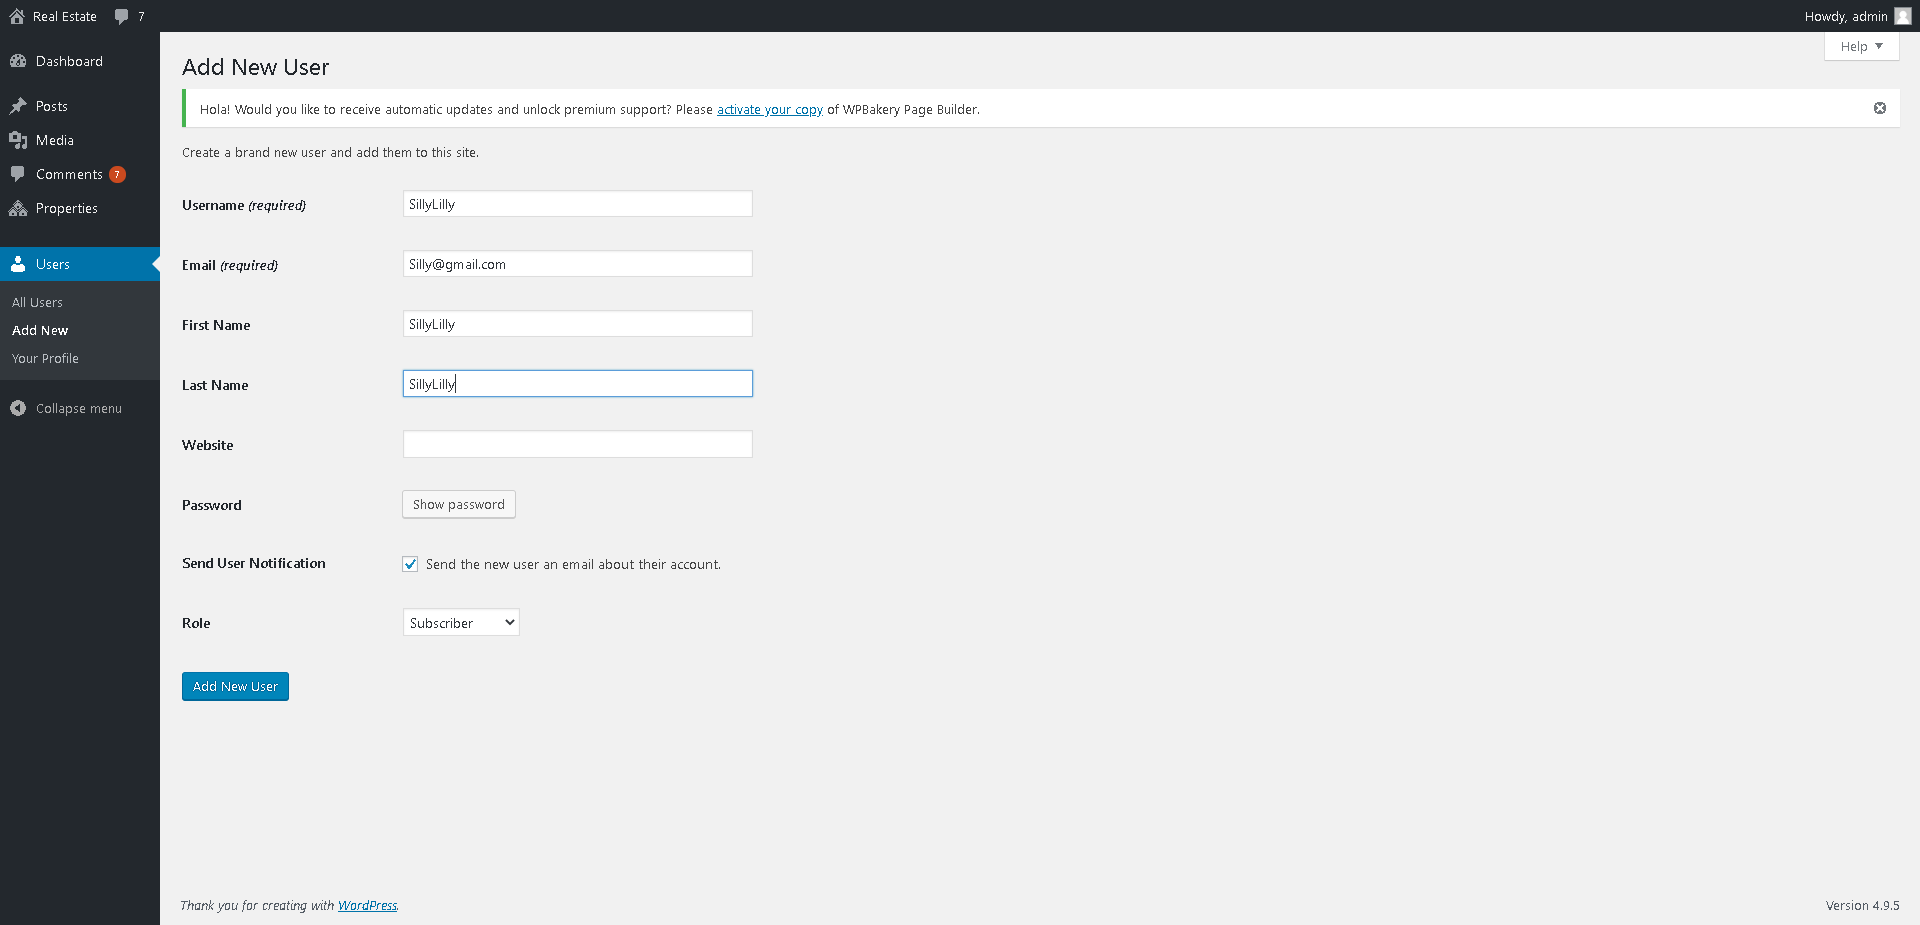 Real Estate 7 Howdy, admin
Help
Dashboard
Posts
Media
Comments 7
Properties
Users
All Users
Add New
Your Profile
Collapse menu
Add New User
Hola! Would you like to receive automatic updates and unlock premium support? Please activate your copy of WPBakery Page Builder.
Create a brand new user and add them to this site.
Username (required) SillyLilly
Email (required) Silly@gmail.com
First Name SillyLilly
Last Name SillyLilly
Website
Password Show password
Send User Notification Send the new user an email about their account.
Role Subscriber
Add New User
Thank you for creating with WordPress. Version 4.9.5